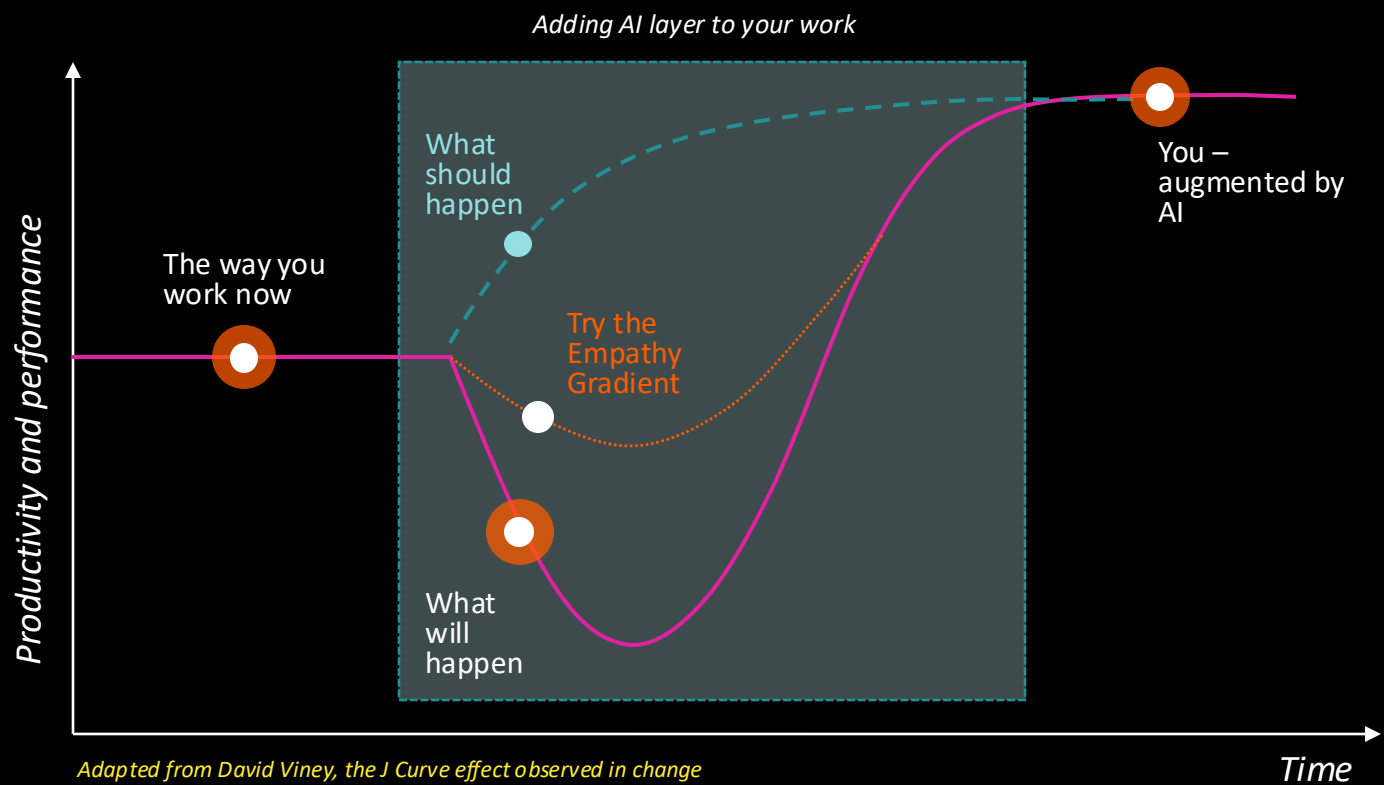 Adding AI layer to your work
What
should
happen
The way you
work now
Try the
Empathy
Gradient
What
will
happen
You –
augmented by
AI
Productivity and performance
Time
Adapted from David Viney, the J Curve effect observed in change